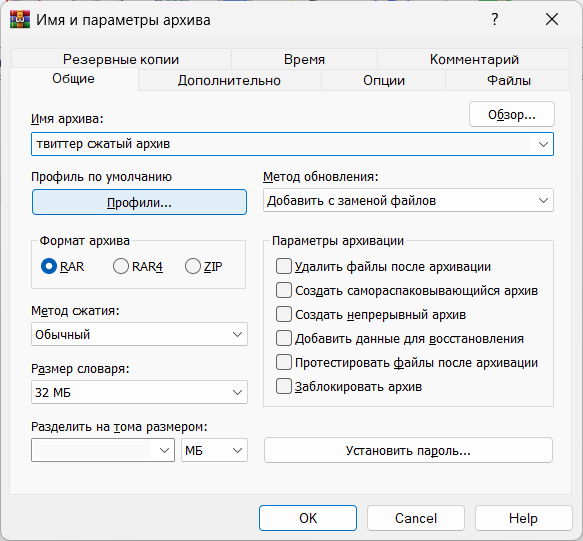 Имя и параметры архива
Резервные копии Время Комментарий
Общие Дополнительно Опции Файлы
Имя архива:
Обзор...
твиттер сжатый архив
Профиль по умолчанию
Метод обновления:
Профили...
Добавить с заменой файлов
Формат архива
RAR RAR4 ZIP
Метод сжатия:
Обычный
Размер словаря:
32 МБ
Разделить на тома размером:
МБ
Параметры архивации
Удалить файлы после архивации
Создать самораспаковывающийся архив
Создать непрерывный архив
Добавить данные для восстановления
Протестировать файлы после архивации
Заблокировать архив
Установить пароль...
OK Cancel Help